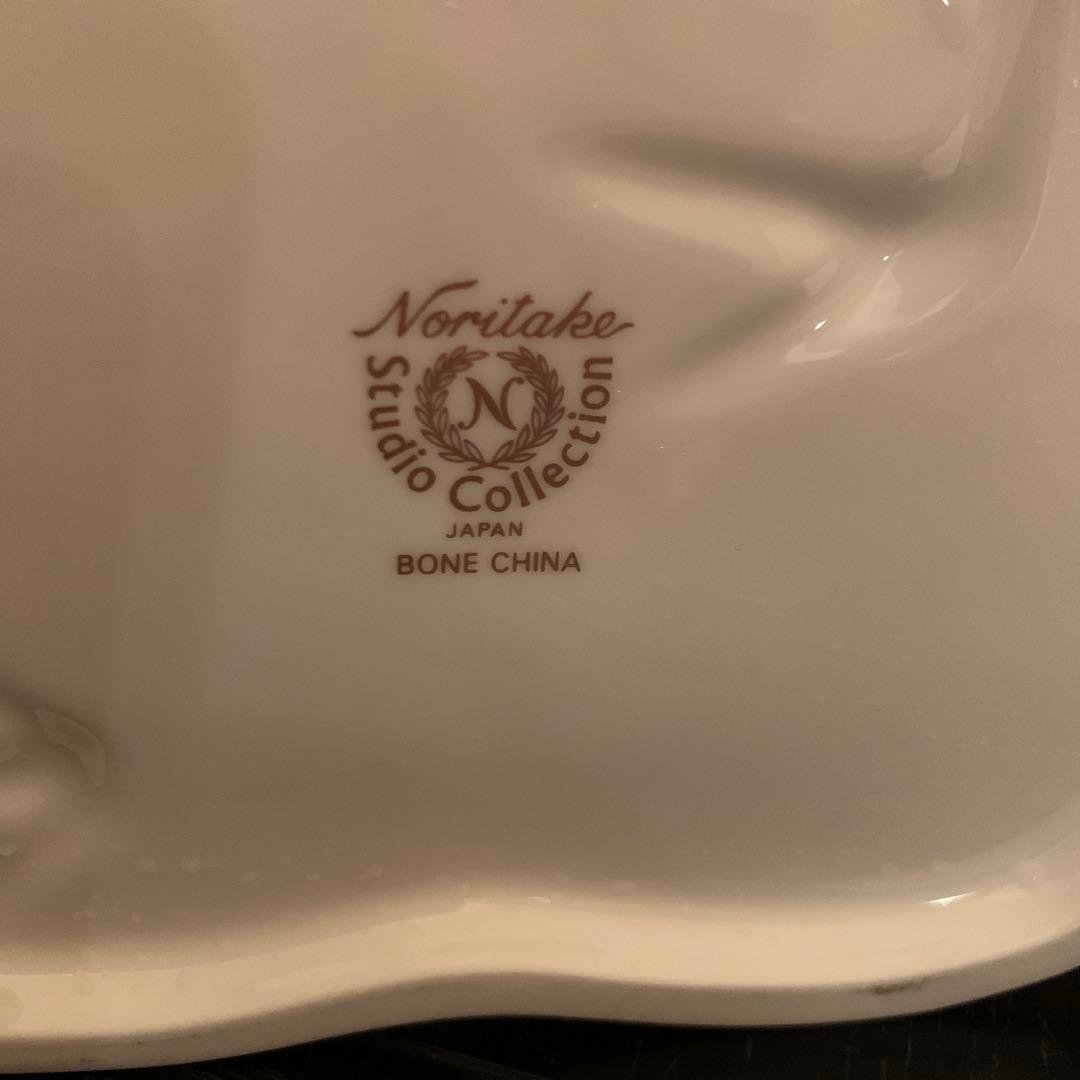 Noritake
Studio Collection
N
JAPAN
BONE CHINA